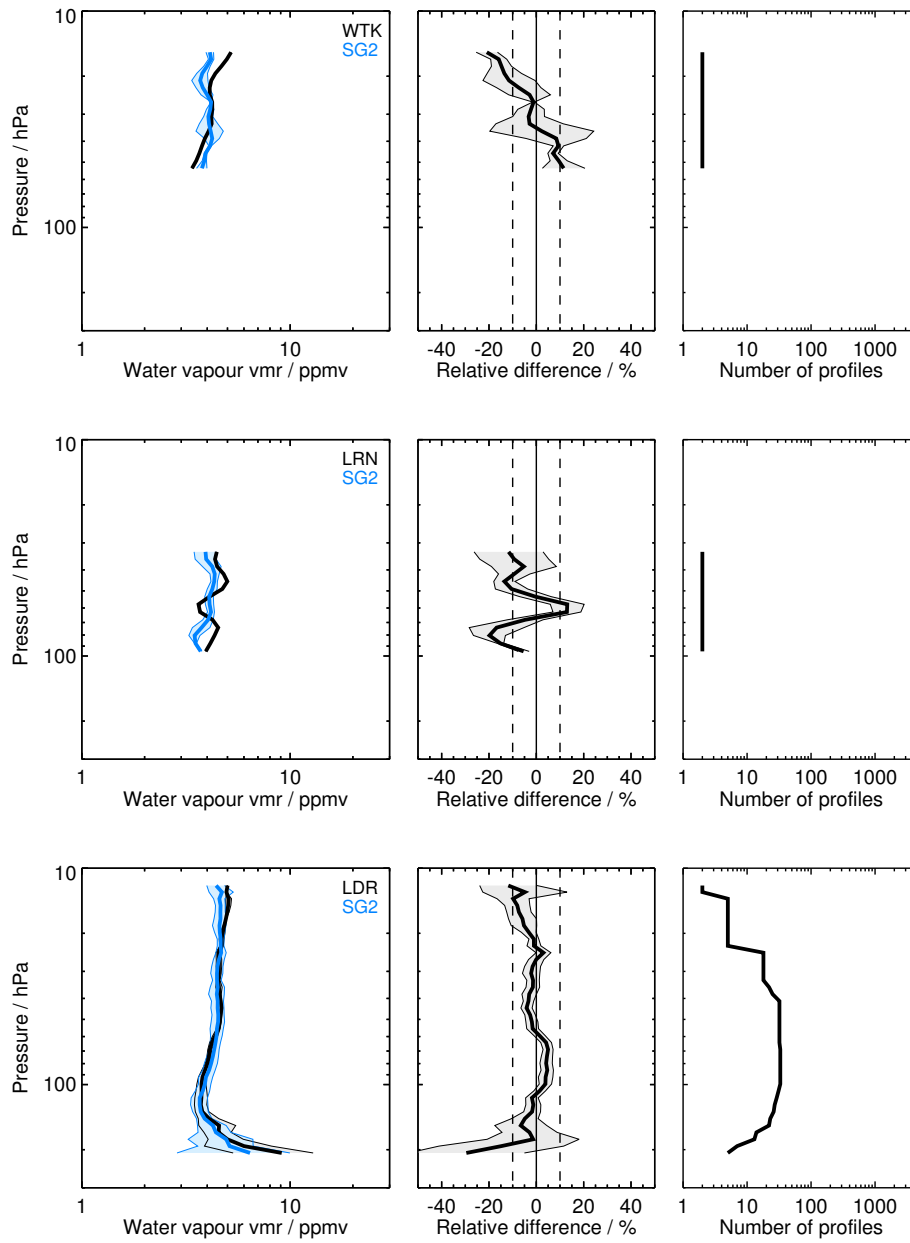 10
100
Pressure / hPa
WTK
SG2
1 10
Water vapour vmr / ppmv
-40 -20 0 20 40
Relative difference / %
1 10 100 1000
Number of profiles
10
100
Pressure / hPa
LRN
SG2
1 10
Water vapour vmr / ppmv
-40 -20 0 20 40
Relative difference / %
1 10 100 1000
Number of profiles
10
100
Pressure / hPa
LDR
SG2
1 10
Water vapour vmr / ppmv
-40 -20 0 20 40
Relative difference / %
1 10 100 1000
Number of profiles